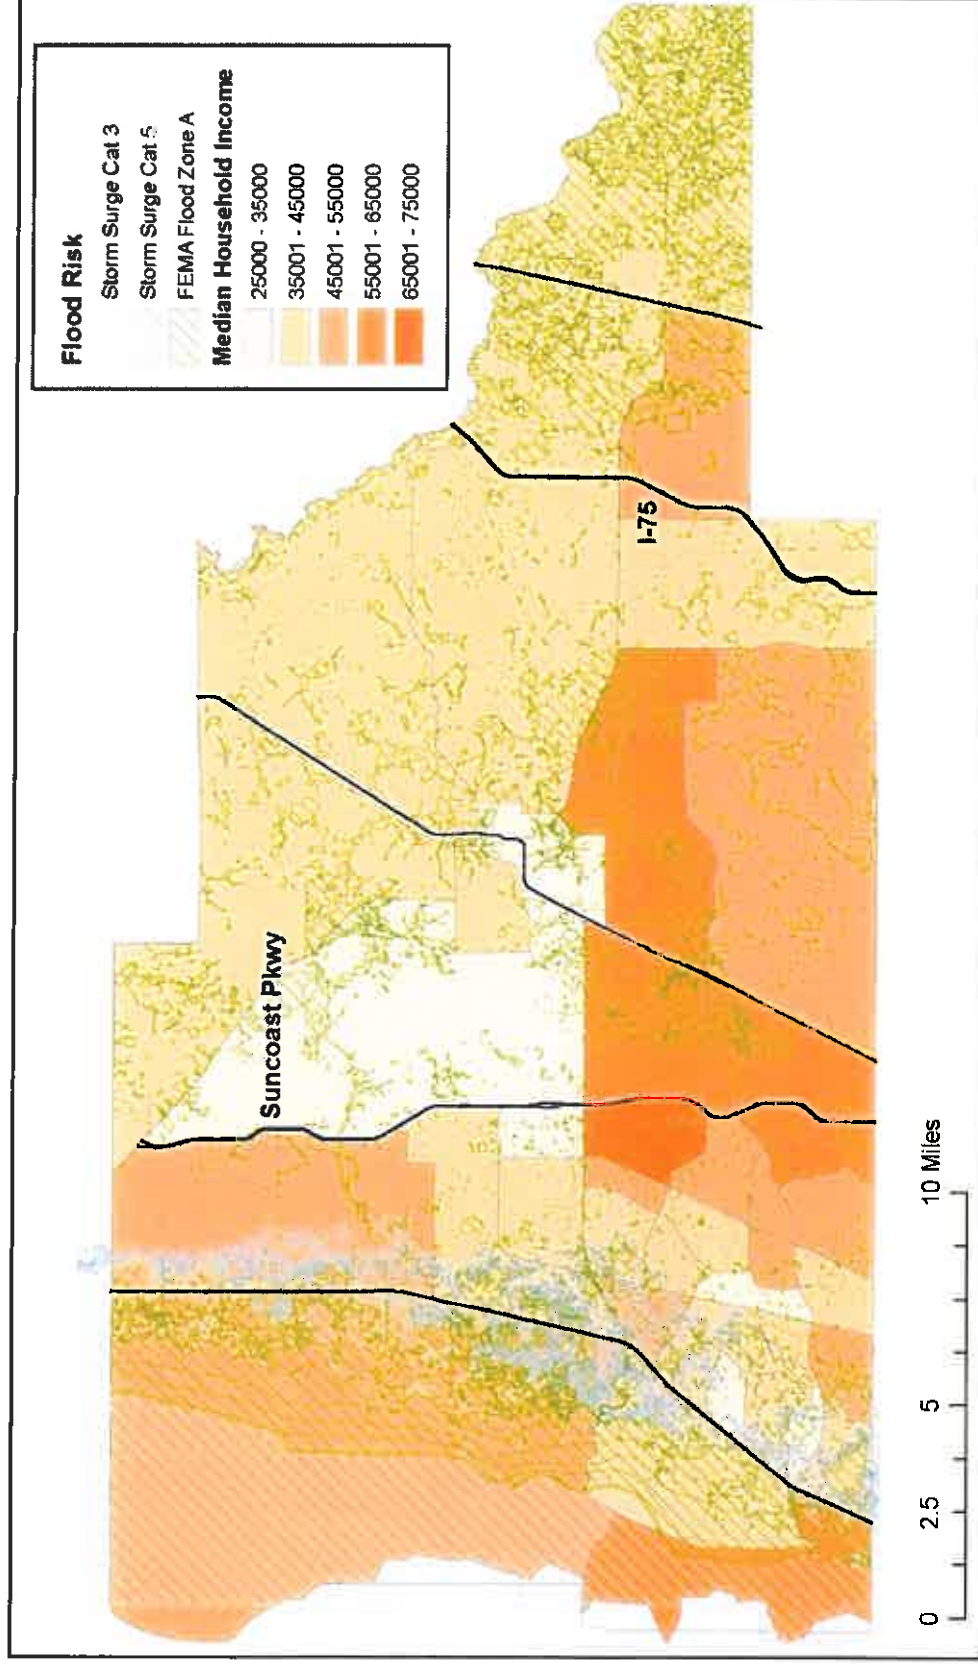 Flood Risk
Storm Surge Cat 3
Storm Surge Cat 5
FEMA Flood Zone A
Median Household Income
25000 - 35000
35001 - 45000
45001 - 55000
55001 - 65000
65001 - 75000
Suncoast Pkwy
I-75
0 2.5 5 10 Miles